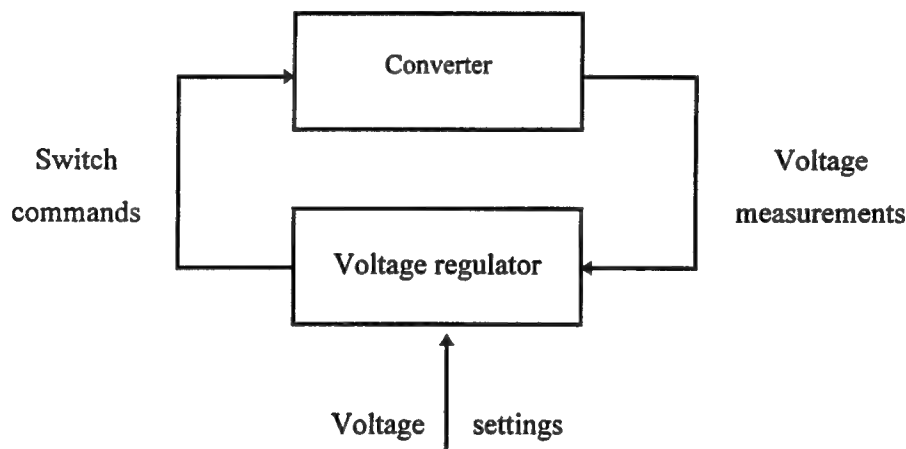 Converter
Switch
commands
Voltage
measurements
Voltage regulator
Voltage settings